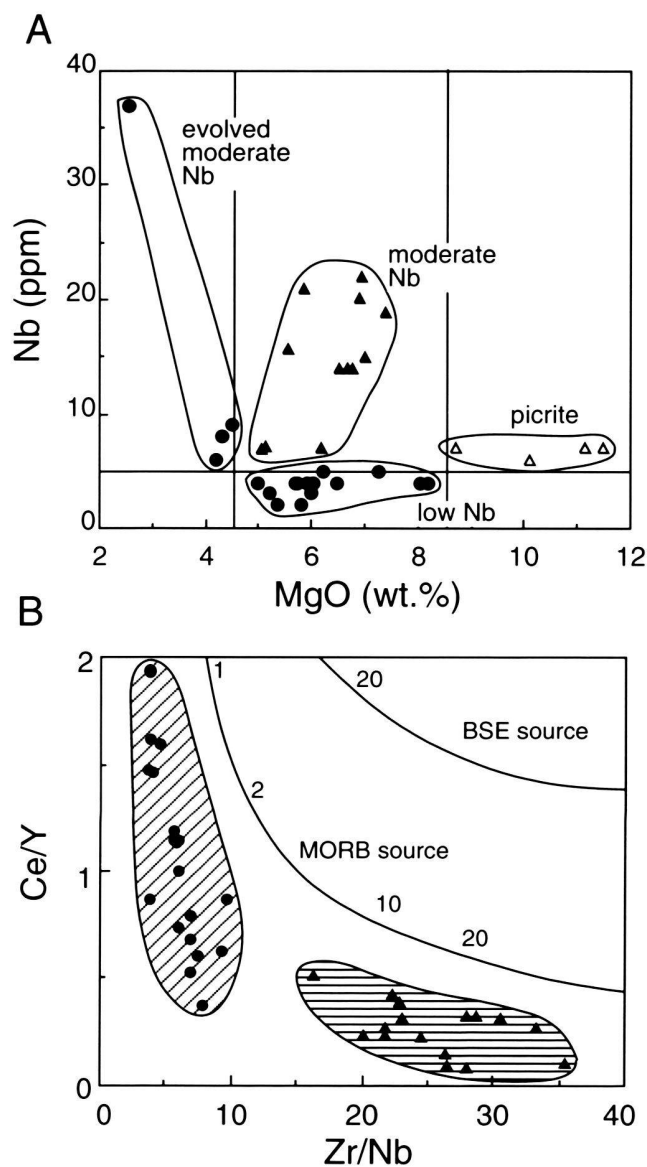 A
Nb (ppm)
40
30
20
10
0
evolved
moderate
Nb
moderate
Nb
picrite
low Nb
2
4
6
8
10
12
MgO (wt.%)
B
Ce/Y
2
1
0
1
20
BSE source
2
MORB source
10
20
0
10
20
30
40
Zr/Nb